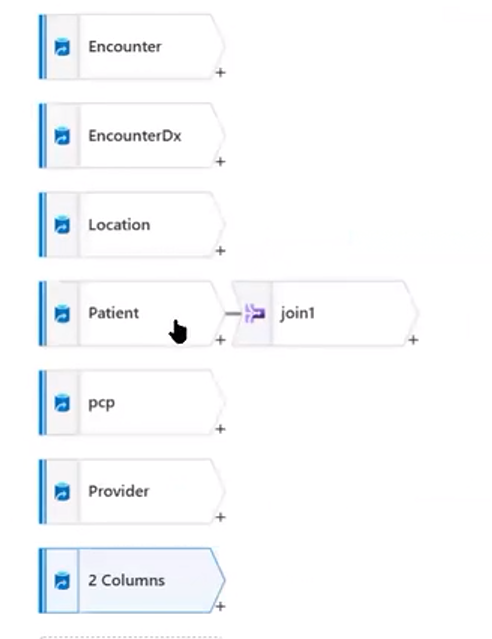 Encounter
EncounterDx
Location
Patient
join1
pcp
Provider
2 Columns